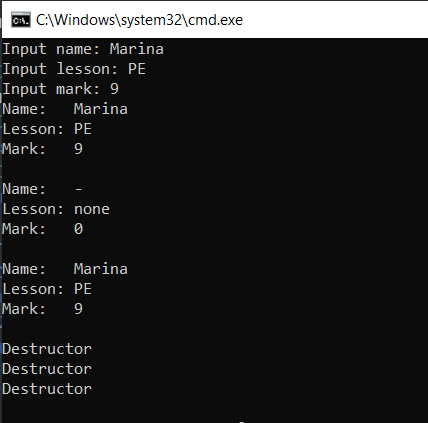 C:\Windows\system32\cmd.exe
Input name: Marina
Input lesson: PE
Input mark: 9
Name:   Marina
Lesson: PE
Mark:   9
Name:   -
Lesson: none
Mark:   0
Name:   Marina
Lesson: PE
Mark:   9
Destructor
Destructor
Destructor